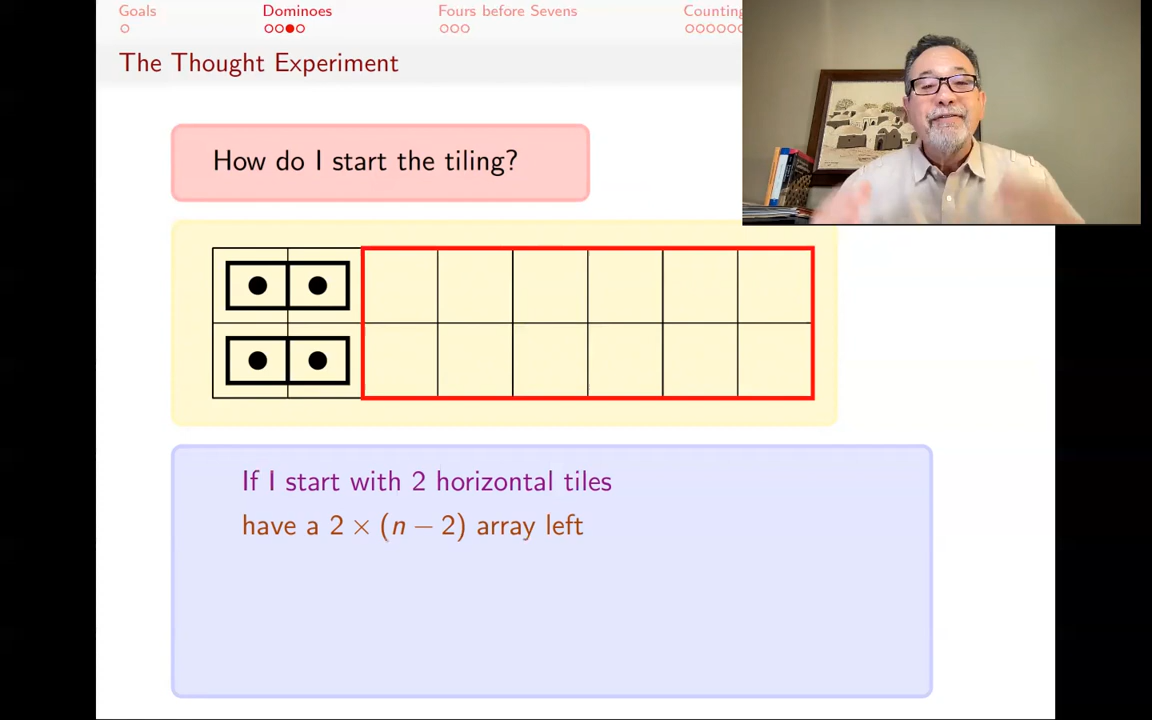 Goals Dominoes Fours before Sevens Counting
The Thought Experiment
How do I start the tiling?
If I start with 2 horizontal tiles
have a 2 × (n − 2) array left